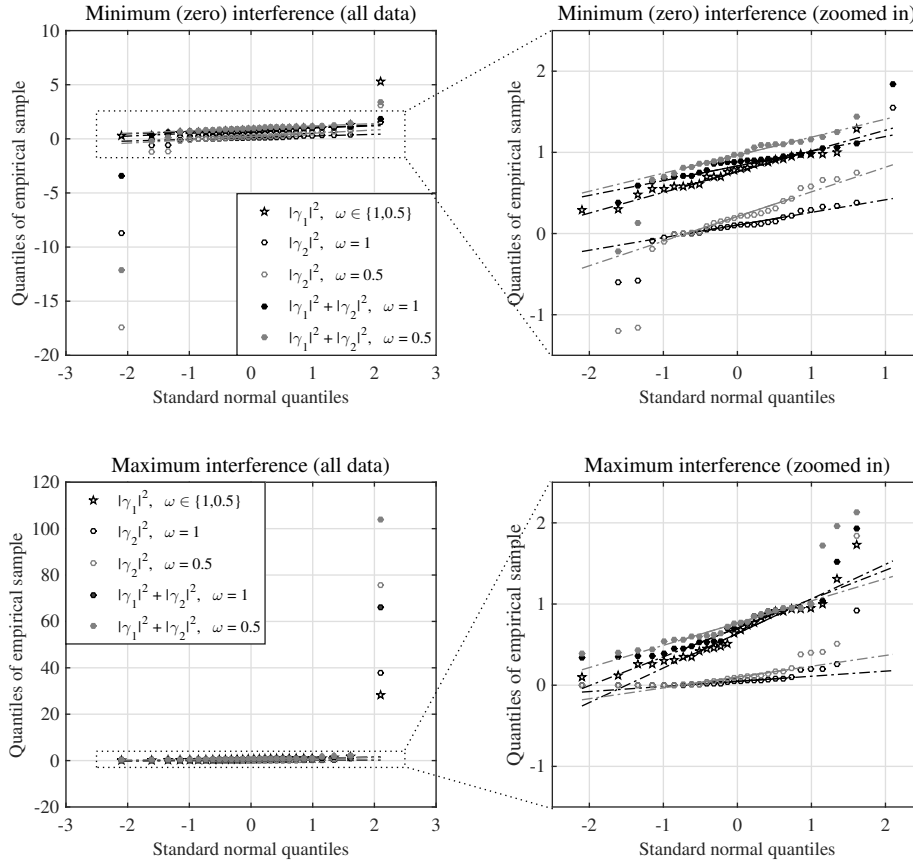 Minimum (zero) interference (all data)
Quantiles of empirical sample
10
5
0
-5
-10
-15
-20
|γ₁|², ω ∈ {1,0.5}
|γ₂|², ω = 1
|γ₂|², ω = 0.5
|γ₁|² + |γ₂|², ω = 1
|γ₁|² + |γ₂|², ω = 0.5
-3 -2 -1 0 1 2 3
Standard normal quantiles
Minimum (zero) interference (zoomed in)
Quantiles of empirical sample
2
1
0
-1
-2 -1 0 1 1
Standard normal quantiles
Maximum interference (all data)
Quantiles of empirical sample
120
100
80
60
40
20
0
-20
|γ₁|², ω ∈ {1,0.5}
|γ₂|², ω = 1
|γ₂|², ω = 0.5
|γ₁|² + |γ₂|², ω = 1
|γ₁|² + |γ₂|², ω = 0.5
-3 -2 -1 0 1 2 3
Standard normal quantiles
Maximum interference (zoomed in)
Quantiles of empirical sample
2
1
0
-1
-2 -1 0 1 1
Standard normal quantiles